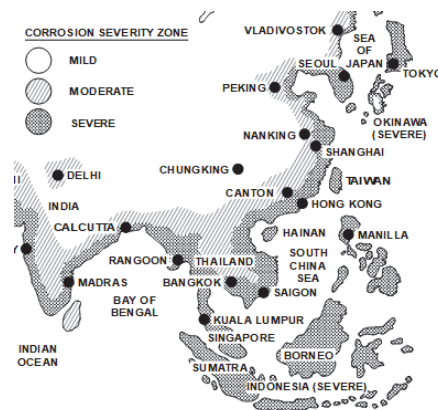 CORROSION SEVERITY ZONE
MILD
MODERATE
SEVERE
VLADIVOSTOK
SEA
OF
JAPAN
SEOUL
TOKYO
PEKING
OKINAWA
(SEVERE)
NANKING
SHANGHAI
CHUNGKING
DELHI
TAIWAN
CANTON
HONG KONG
INDIA
CALCUTTA
HAINAN
MANILLA
RANGOON
THAILAND
SOUTH
CHINA
SEA
MADRAS
BAY OF
BENGAL
BANGKOK
SAIGON
KUALA LUMPUR
SINGAPORE
INDIAN
OCEAN
SUMATRA
BORNEO
INDONESIA (SEVERE)